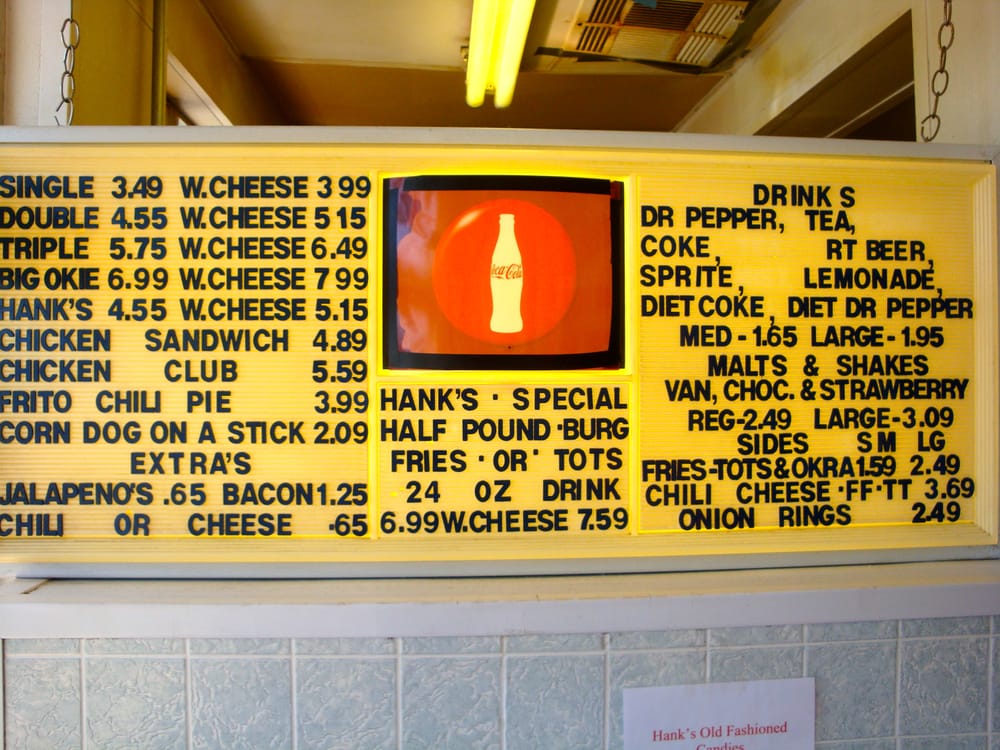 SINGLE 3.49 W.CHEESE 3 99
DOUBLE 4.55 W.CHEESE 5 15
TRIPLE 5.75 W.CHEESE 6.49
BIG OKIE 6.99 W.CHEESE 7 99
HANK'S 4.55 W.CHEESE 5.15
CHICKEN SANDWICH 4.89
CHICKEN CLUB 5.59
FRITO CHILI PIE 3.99
CORN DOG ON A STICK 2.09
EXTRA'S
JALAPENO'S .65 BACON 1.25
CHILI OR CHEESE .65
Coca-Cola
HANK'S · SPECIAL
HALF POUND · BURG
FRIES · OR · TOTS
24 OZ DRINK
6.99 W.CHEESE 7.59
DRINK S
DR PEPPER, TEA,
COKE, RT BEER,
SPRITE, LEMONADE,
DIET COKE, DIET DR PEPPER
MED - 1.65 LARGE - 1.95
MALTS & SHAKES
VAN, CHOC. & STRAWBERRY
REG-2.49 LARGE-3.09
SIDES SM LG
FRIES-TOTS & OKRA 1.59 2.49
CHILI CHEESE · FF · TT 3.69
ONION RINGS 2.49
Hank's Old Fashioned
Candies